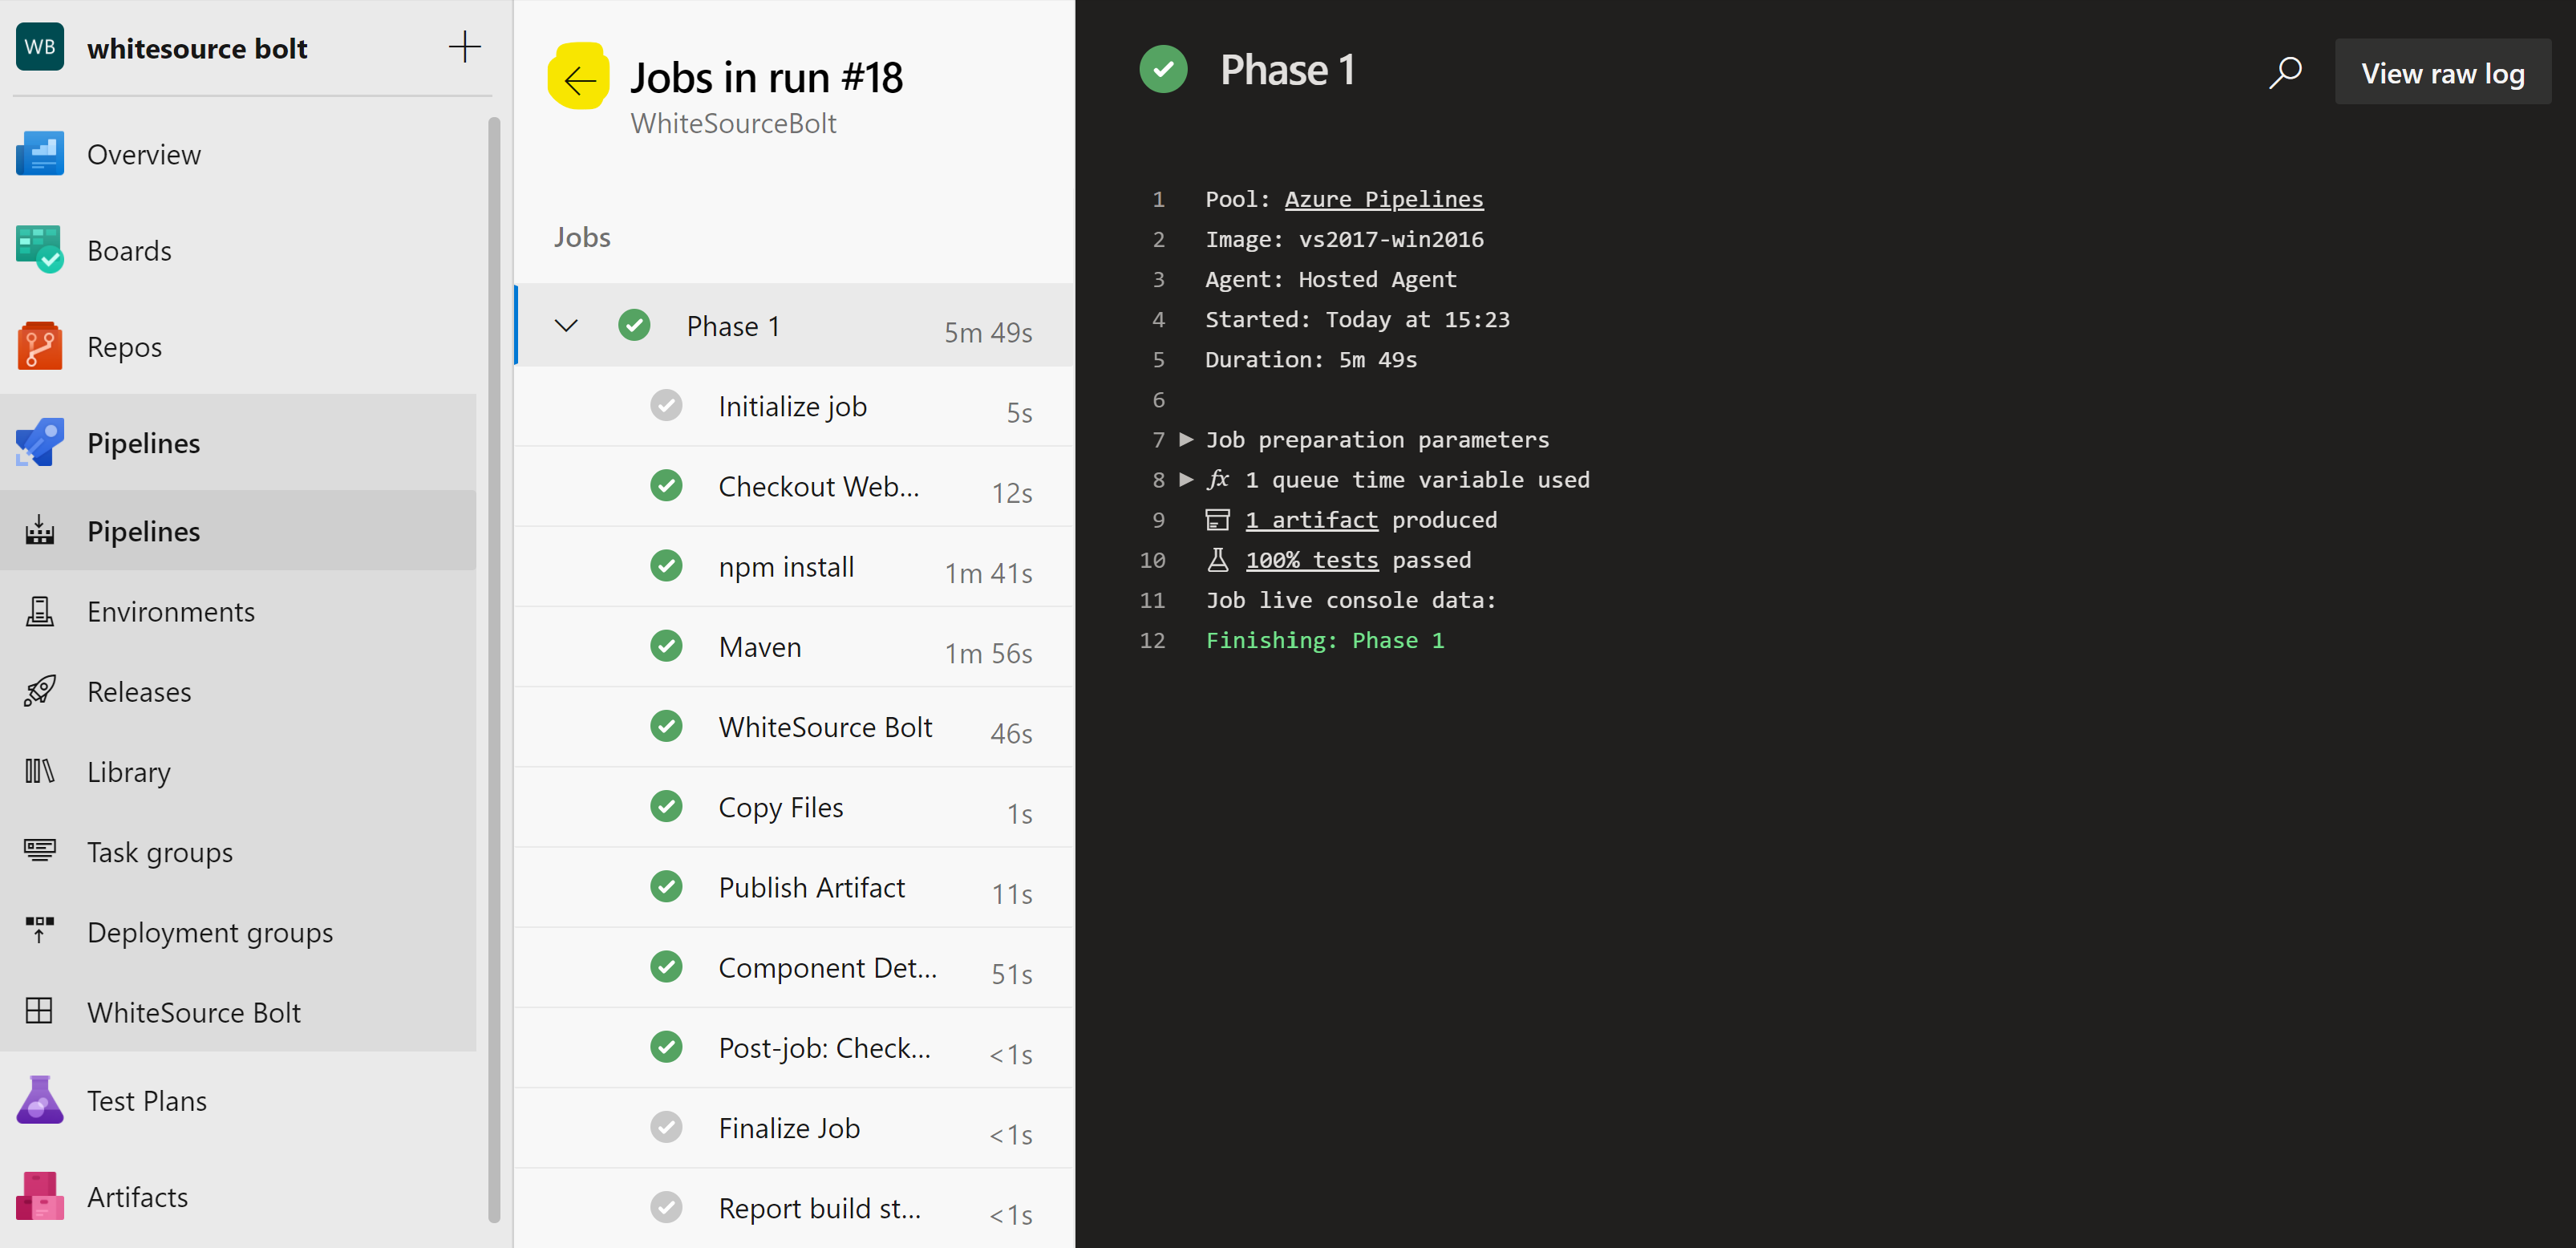 WB
whitesource bolt
Overview
Boards
Repos
Pipelines
Pipelines
Environments
Releases
Library
Task groups
Deployment groups
WhiteSource Bolt
Test Plans
Artifacts
Jobs in run #18
WhiteSourceBolt
Jobs
Phase 1 5m 49s
Initialize job 5s
Checkout Web... 12s
npm install 1m 41s
Maven 1m 56s
WhiteSource Bolt 46s
Copy Files 1s
Publish Artifact 11s
Component Det... 51s
Post-job: Check... <1s
Finalize Job <1s
Report build st... <1s
Phase 1
View raw log
1 Pool: Azure Pipelines
2 Image: vs2017-win2016
3 Agent: Hosted Agent
4 Started: Today at 15:23
5 Duration: 5m 49s
6
7 Job preparation parameters
8 fx 1 queue time variable used
9 1 artifact produced
10 100% tests passed
11 Job live console data:
12 Finishing: Phase 1